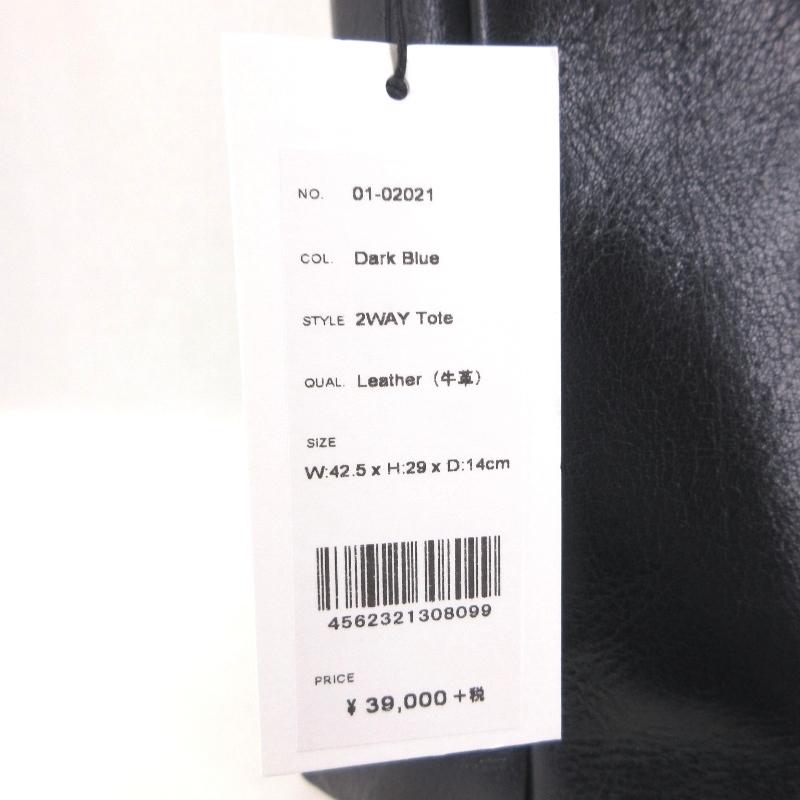 NO. 01-02021
COL. Dark Blue
STYLE 2WAY Tote
QUAL. Leather (牛革)
SIZE
W:42.5 x H:29 x D:14cm
4562321308099
PRICE
¥ 39,000 +税